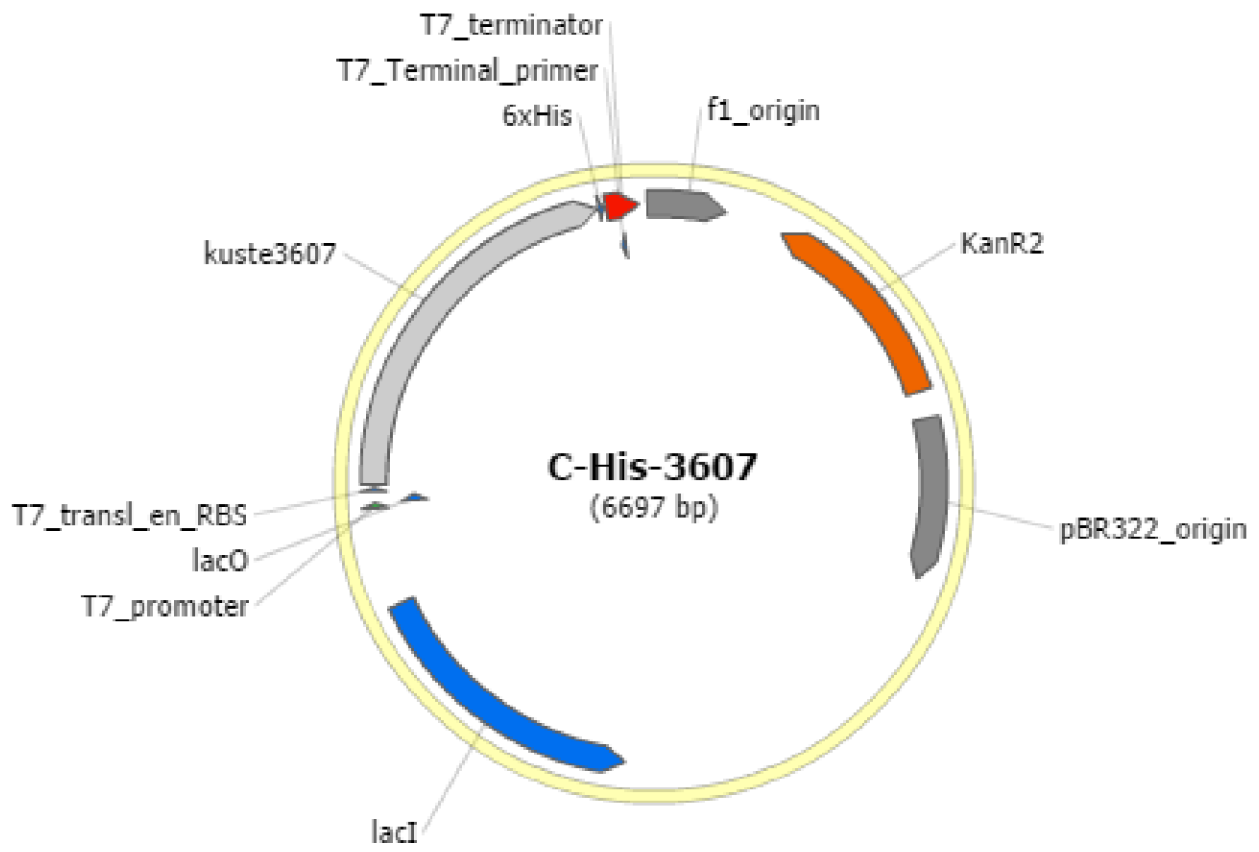 T7_terminator
T7_Terminal_primer
6xHis
f1_origin
kuste3607
KanR2
C-His-3607
(6697 bp)
T7_transl_en_RBS
lacO
T7_promoter
pBR322_origin
lacI